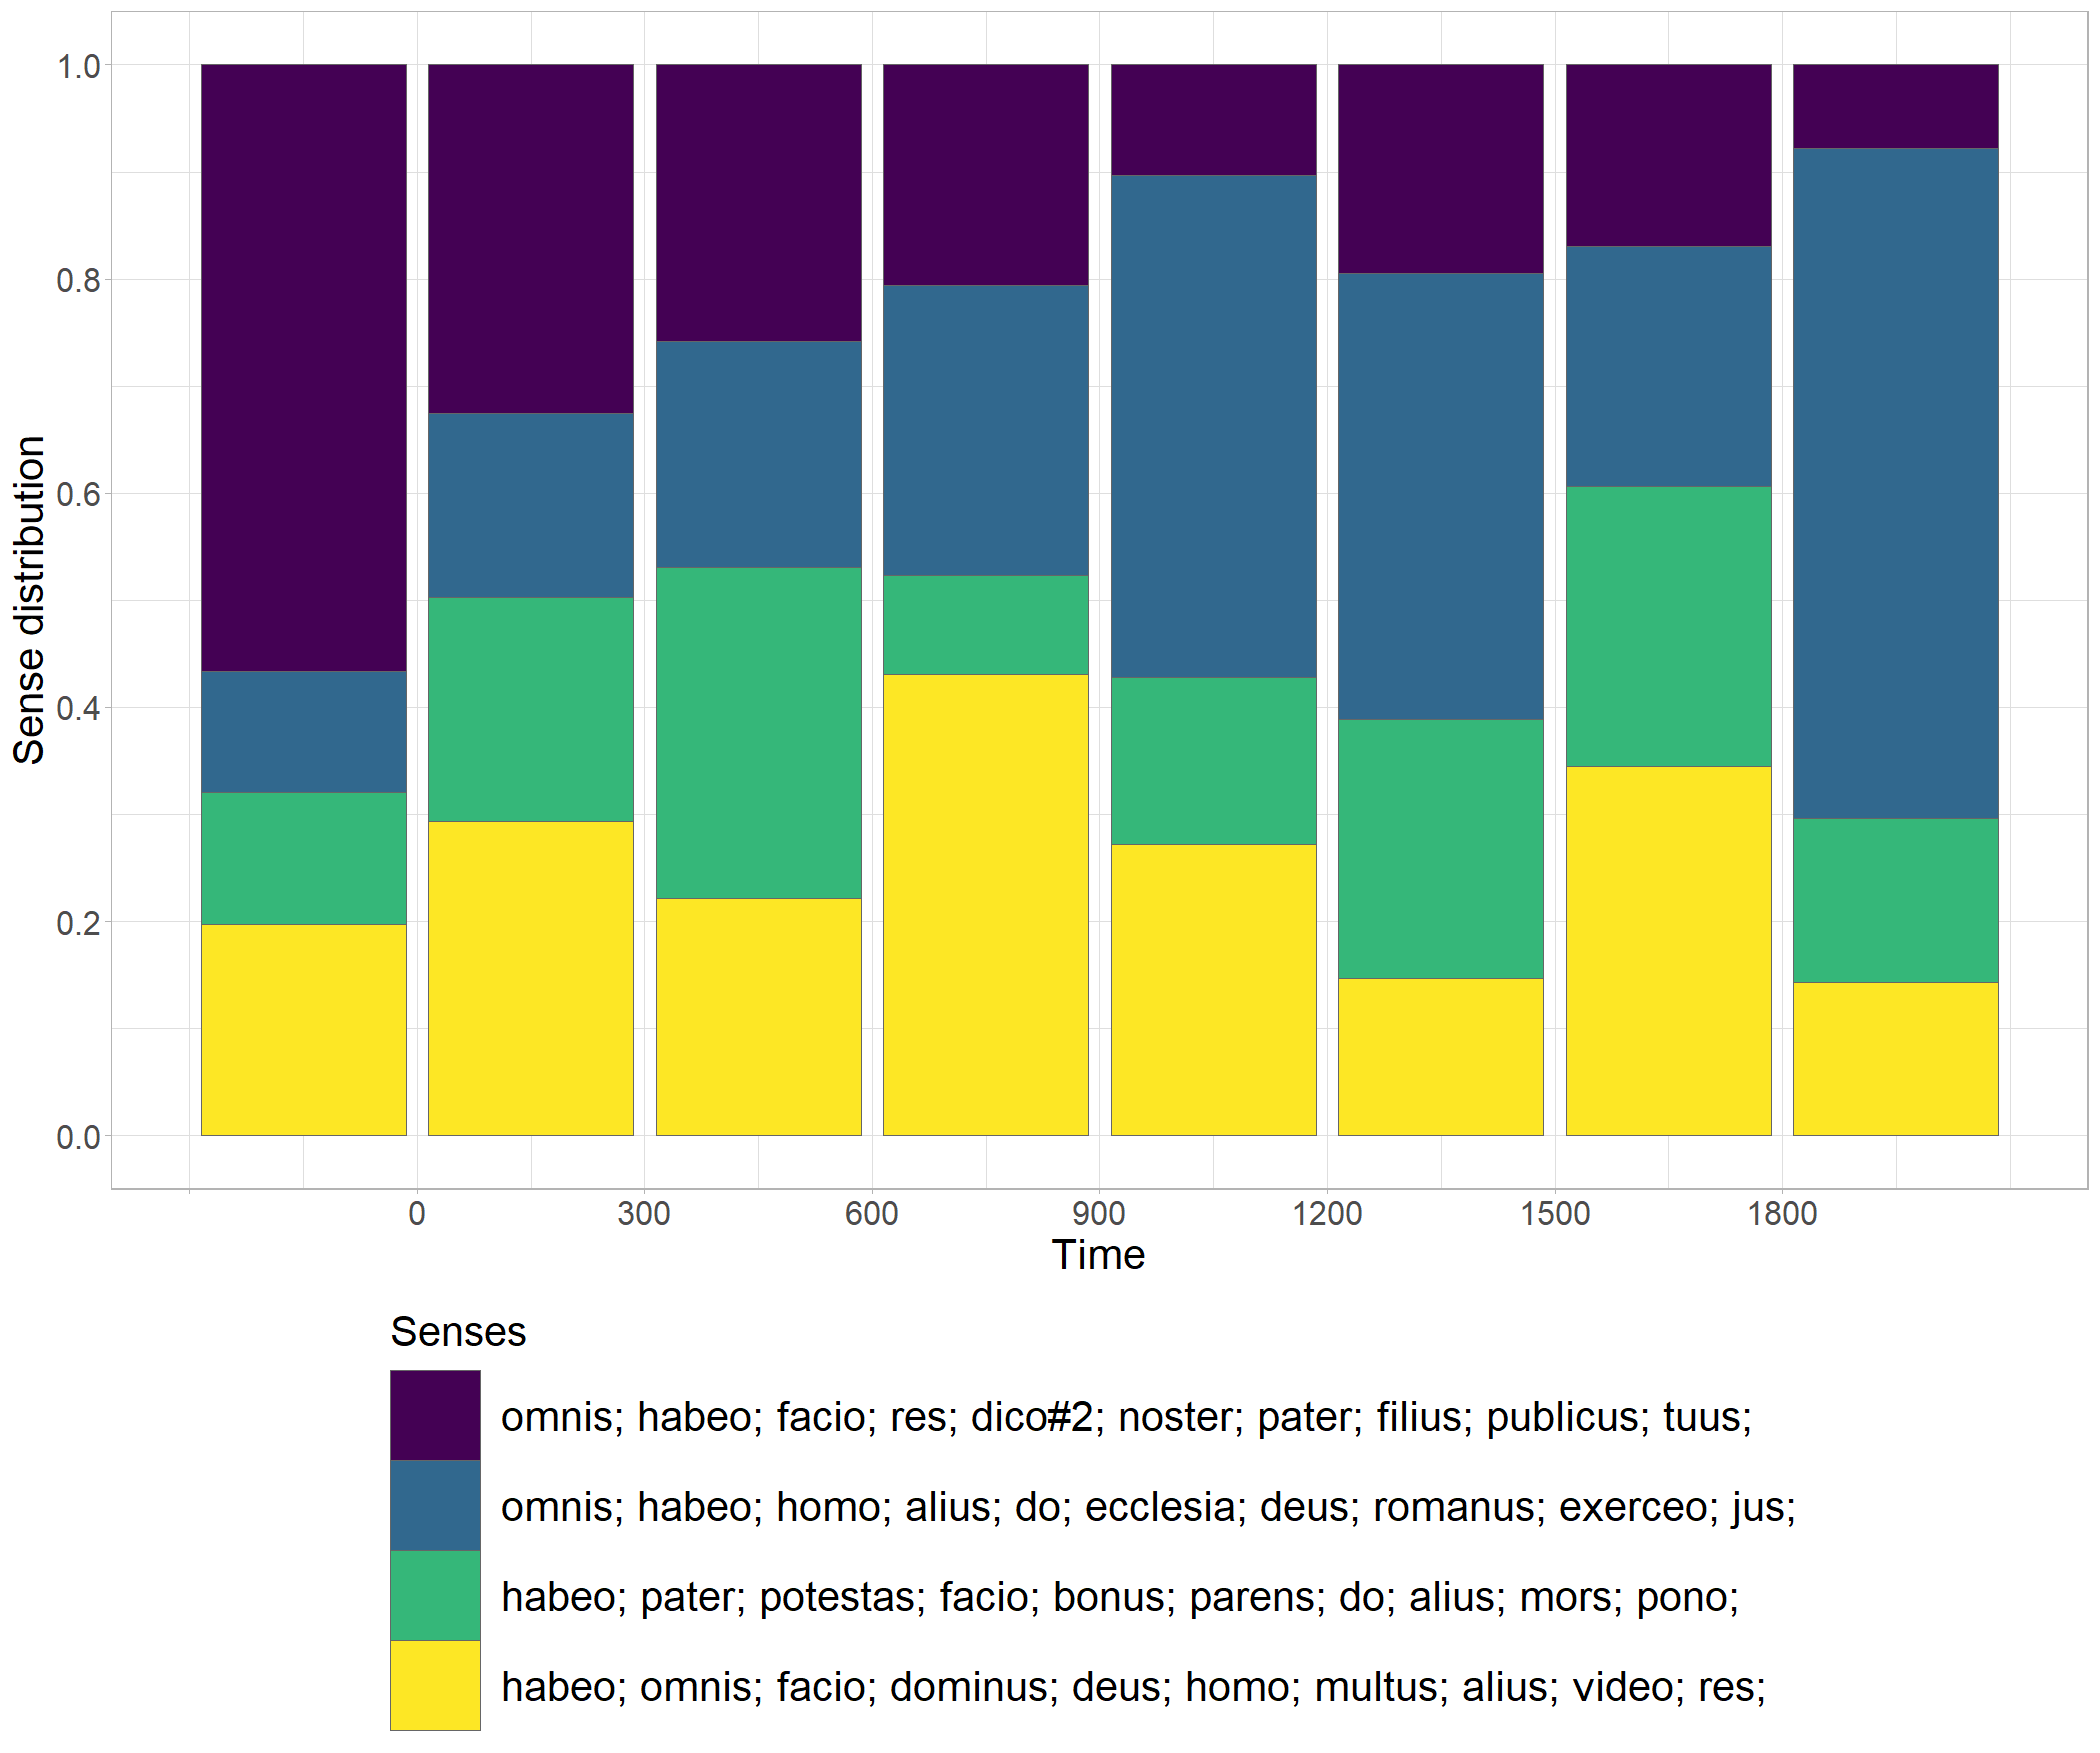 1.0
0.8
0.6
0.4
0.2
0.0
Sense distribution
0 300 600 900 1200 1500 1800
Time
Senses
omnis; habeo; facio; res; dico#2; noster; pater; filius; publicus; tuus;
omnis; habeo; homo; alius; do; ecclesia; deus; romanus; exerceo; jus;
habeo; pater; potestas; facio; bonus; parens; do; alius; mors; pono;
habeo; omnis; facio; dominus; deus; homo; multus; alius; video; res;